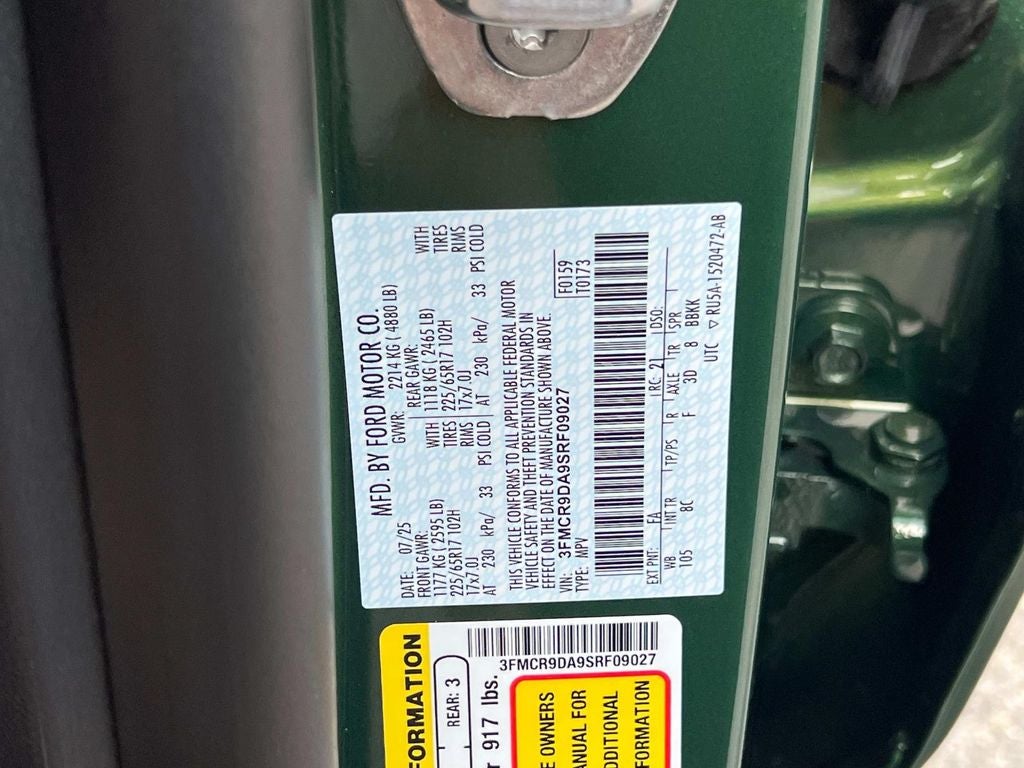 MFD. BY FORD MOTOR CO.
DATE: 07/25 GVWR: 2214 KG ( 4880 LB)
FRONT GAWR: REAR GAWR:
1177 KG ( 2595 LB) WITH 1118 KG ( 2465 LB) WITH
225/65R17 102H TIRES 225/65R17 102H TIRES
17x7.0J RIMS 17x7.0J RIMS
AT 230 kPa/ 33 PSI COLD AT 230 kPa/ 33 PSI COLD
THIS VEHICLE CONFORMS TO ALL APPLICABLE FEDERAL MOTOR
VEHICLE SAFETY AND THEFT PREVENTION STANDARDS IN
EFFECT ON THE DATE OF MANUFACTURE SHOWN ABOVE.
VIN: 3FMCR9DA9SRF09027 F0159
TYPE: MPV T0173
EXT PNT: FA RC: 21 DSO:
WB INT TR TP/PS R AXLE TR SPR
105 8C F 3D 8 BBKK
UTC ▽ RU5A-1520472-AB
FORMATION
REAR: 3
3FMCR9DA9SRF09027
r 917 lbs.
E OWNERS
ANUAL FOR
DDITIONAL
FORMATION